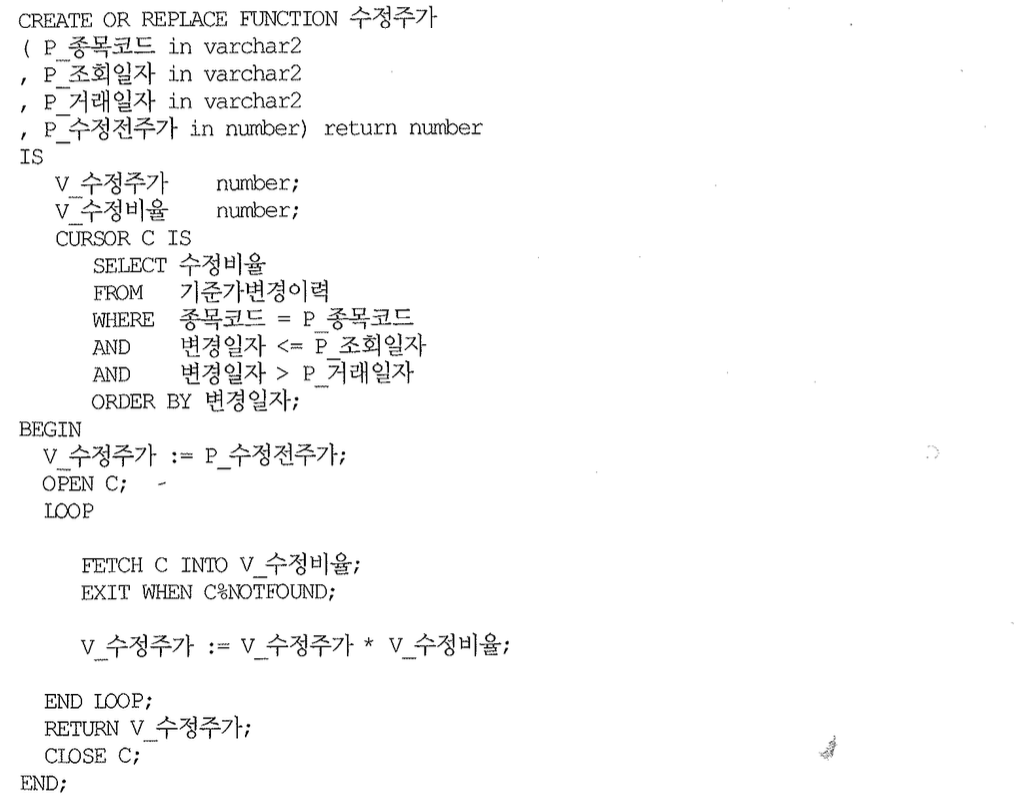 CREATE OR REPLACE FUNCTION 수정주가
( P_종목코드 in varchar2
, P_조회일자 in varchar2
, P_거래일자 in varchar2
, P_수정전주가 in number) return number
IS
V_수정주가 number;
V_수정비율 number;
CURSOR C IS
SELECT 수정비율
FROM 기준가변경이력
WHERE 종목코드 = P_종목코드
AND 변경일자 <= P_조회일자
AND 변경일자 > P_거래일자
ORDER BY 변경일자;
BEGIN
V_수정주가 := P_수정전주가;
OPEN C;
LOOP
FETCH C INTO V_수정비율;
EXIT WHEN C%NOTFOUND;
V_수정주가 := V_수정주가 * V_수정비율;
END LOOP;
RETURN V_수정주가;
CLOSE C;
END;